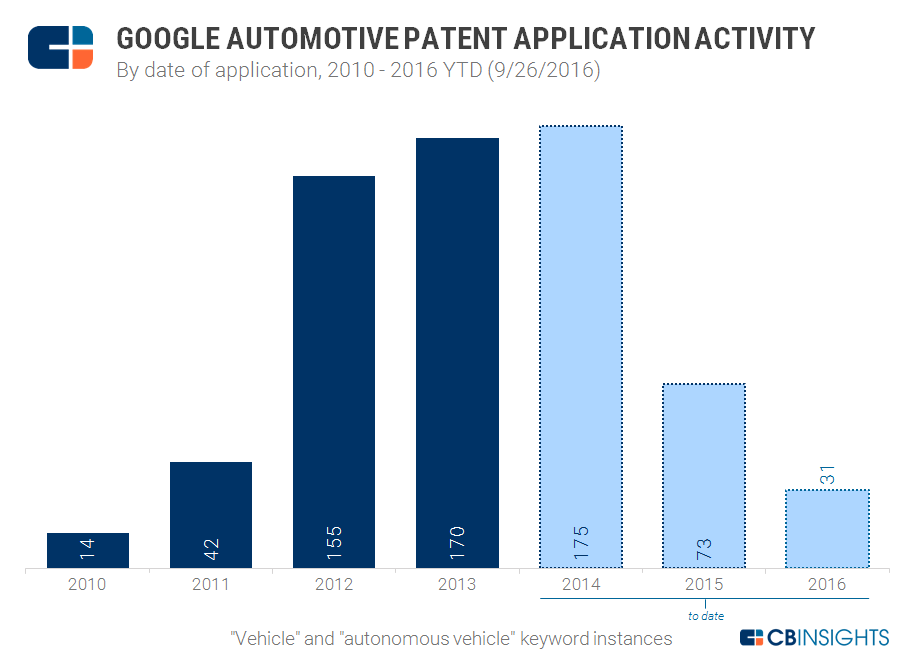 GOOGLE AUTOMOTIVE PATENT APPLICATION ACTIVITY
By date of application, 2010 - 2016 YTD (9/26/2016)
14
42
155
170
175
73
31
2010
2011
2012
2013
2014
2015
2016
to date
"Vehicle" and "autonomous vehicle" keyword instances
CBINSIGHTS